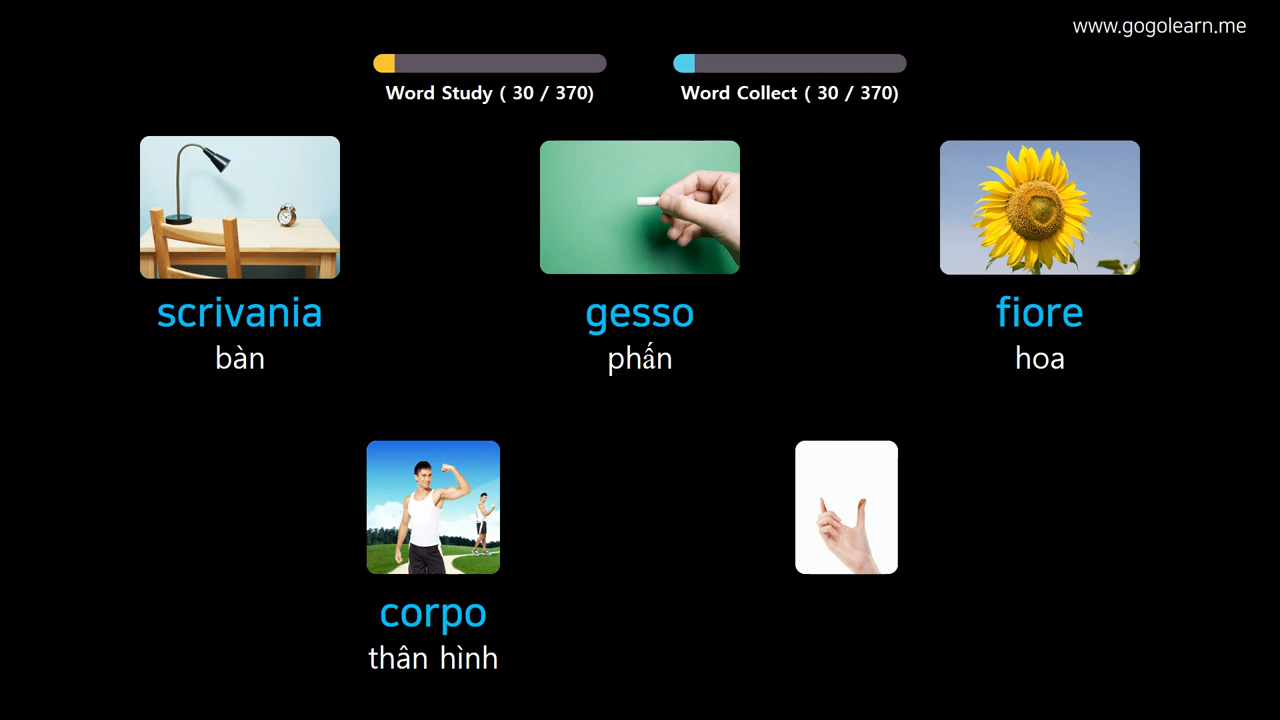 www.gogolearn.me
Word Study ( 30 / 370)
Word Collect ( 30 / 370)
scrivania
bàn
gesso
phấn
fiore
hoa
corpo
thân hình